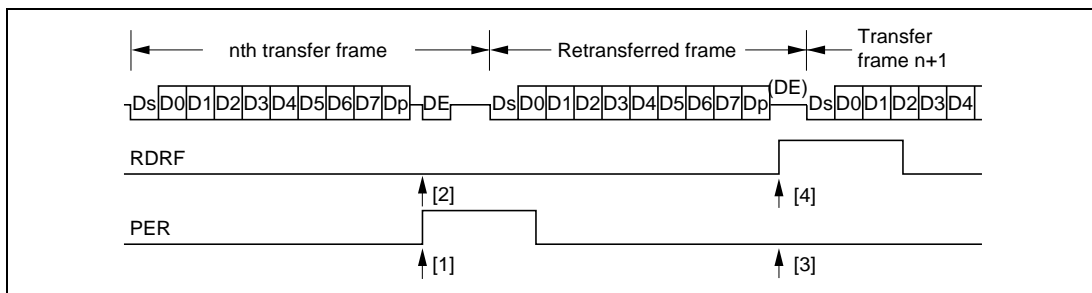 nth transfer frame
Retransferred frame
Transfer
frame n+1
Ds D0 D1 D2 D3 D4 D5 D6 D7 Dp DE Ds D0 D1 D2 D3 D4 D5 D6 D7 Dp (DE) Ds D0 D1 D2 D3 D4
RDRF
[2] [4]
PER
[1] [3]